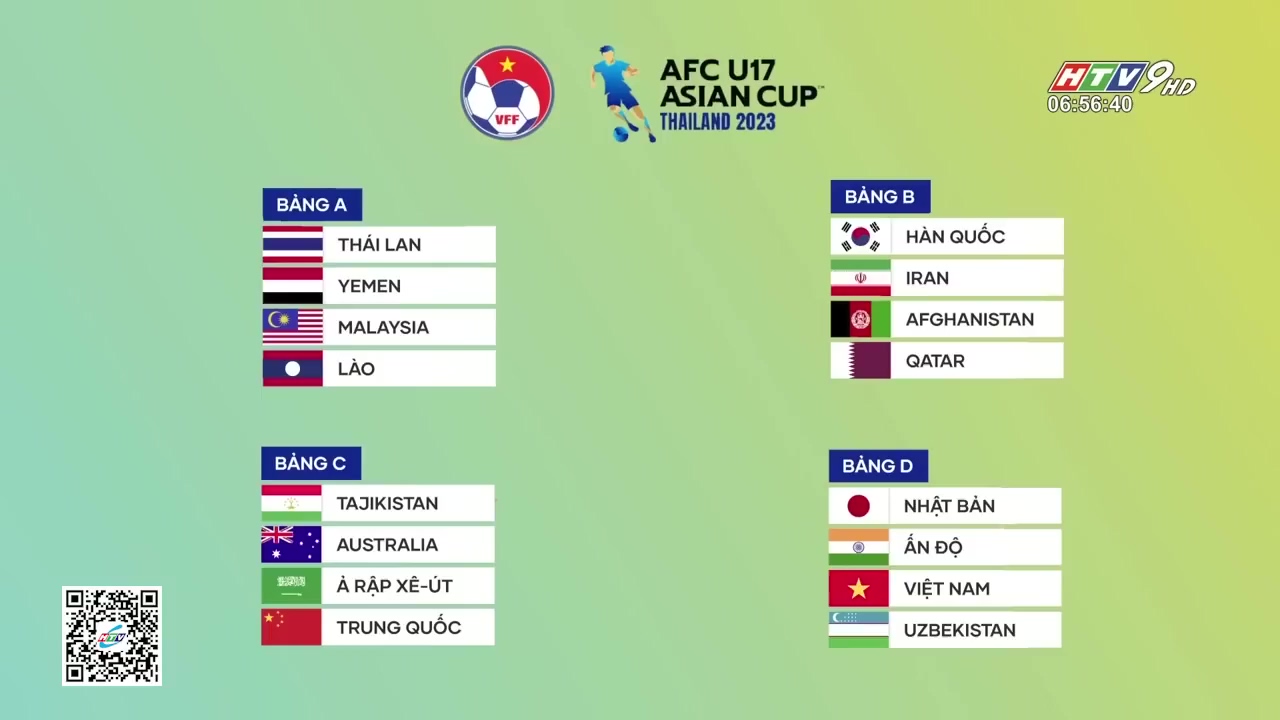 VFF
AFC U17
ASIAN CUP™
THAILAND 2023
HTV9HD
06:56:40
BẢNG A
THÁI LAN
YEMEN
MALAYSIA
LÀO
BẢNG B
HÀN QUỐC
IRAN
AFGHANISTAN
QATAR
BẢNG C
TAJIKISTAN
AUSTRALIA
Ả RẬP XÊ-ÚT
TRUNG QUỐC
BẢNG D
NHẬT BẢN
ẤN ĐỘ
VIỆT NAM
UZBEKISTAN
HTV